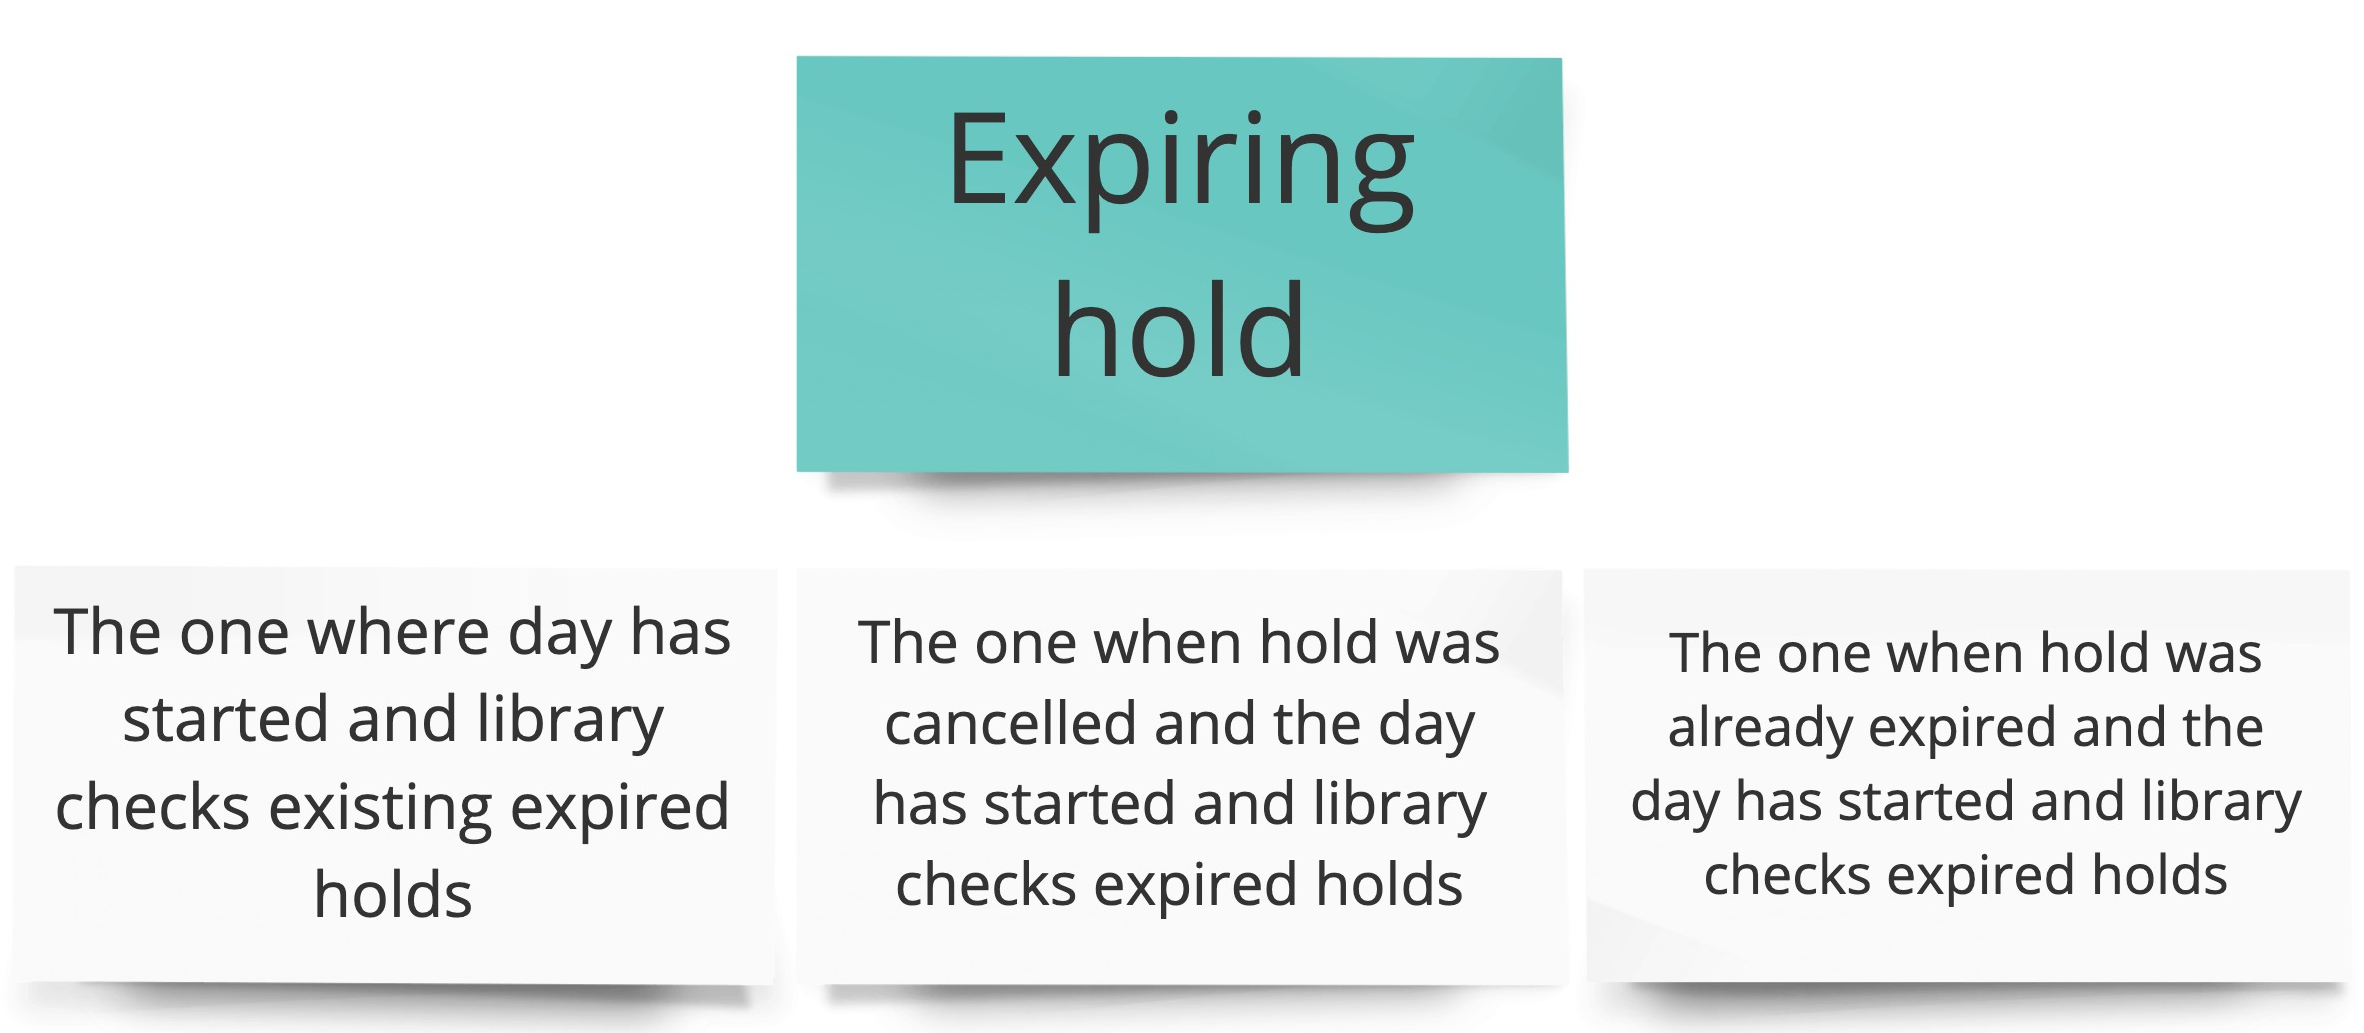 Expiring
hold
The one where day has
started and library
checks existing expired
holds
The one when hold was
cancelled and the day
has started and library
checks expired holds
The one when hold was
already expired and the
day has started and library
checks expired holds